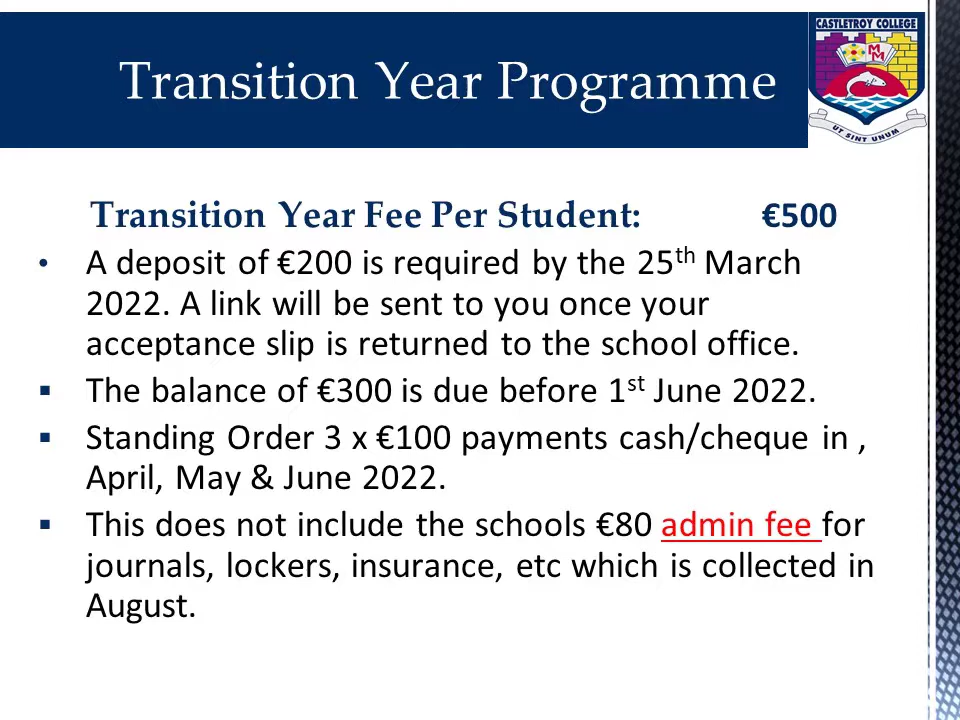 CASTLETROY COLLEGE
MM
UT SINT UNUM
Transition Year Programme
Transition Year Fee Per Student: €500
• A deposit of €200 is required by the 25th March
2022. A link will be sent to you once your
acceptance slip is returned to the school office.
▪ The balance of €300 is due before 1st June 2022.
▪ Standing Order 3 x €100 payments cash/cheque in ,
April, May & June 2022.
▪ This does not include the schools €80 admin fee for
journals, lockers, insurance, etc which is collected in
August.